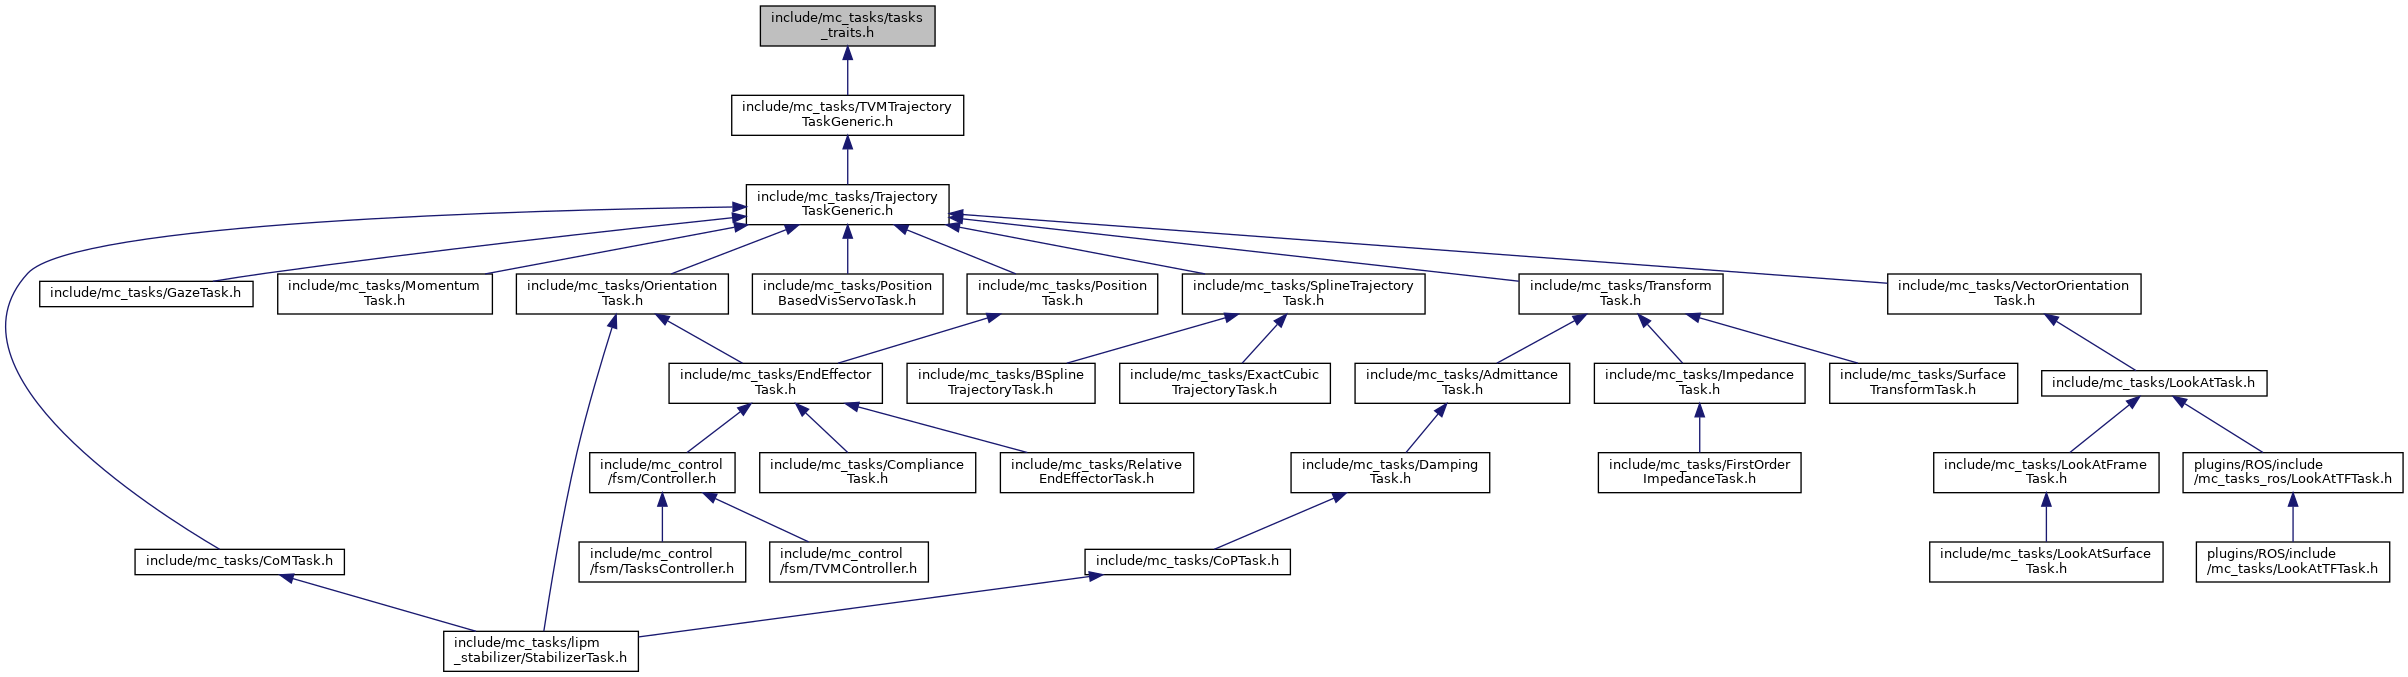 include/mc_tasks/tasks
_traits.h
include/mc_tasks/TVMTrajectory
TaskGeneric.h
include/mc_tasks/Trajectory
TaskGeneric.h
include/mc_tasks/GazeTask.h
include/mc_tasks/Momentum
Task.h
include/mc_tasks/Orientation
Task.h
include/mc_tasks/Position
BasedVisServoTask.h
include/mc_tasks/Position
Task.h
include/mc_tasks/SplineTrajectory
Task.h
include/mc_tasks/Transform
Task.h
include/mc_tasks/VectorOrientation
Task.h
include/mc_tasks/EndEffector
Task.h
include/mc_tasks/BSpline
TrajectoryTask.h
include/mc_tasks/ExactCubic
TrajectoryTask.h
include/mc_tasks/Admittance
Task.h
include/mc_tasks/Impedance
Task.h
include/mc_tasks/Surface
TransformTask.h
include/mc_tasks/LookAtTask.h
include/mc_control
/fsm/Controller.h
include/mc_tasks/Compliance
Task.h
include/mc_tasks/Relative
EndEffectorTask.h
include/mc_tasks/Damping
Task.h
include/mc_tasks/FirstOrder
ImpedanceTask.h
include/mc_tasks/LookAtFrame
Task.h
plugins/ROS/include
/mc_tasks_ros/LookAtTFTask.h
include/mc_tasks/CoMTask.h
include/mc_control
/fsm/TasksController.h
include/mc_control
/fsm/TVMController.h
include/mc_tasks/CoPTask.h
include/mc_tasks/LookAtSurface
Task.h
plugins/ROS/include
/mc_tasks/LookAtTFTask.h
include/mc_tasks/lipm
_stabilizer/StabilizerTask.h